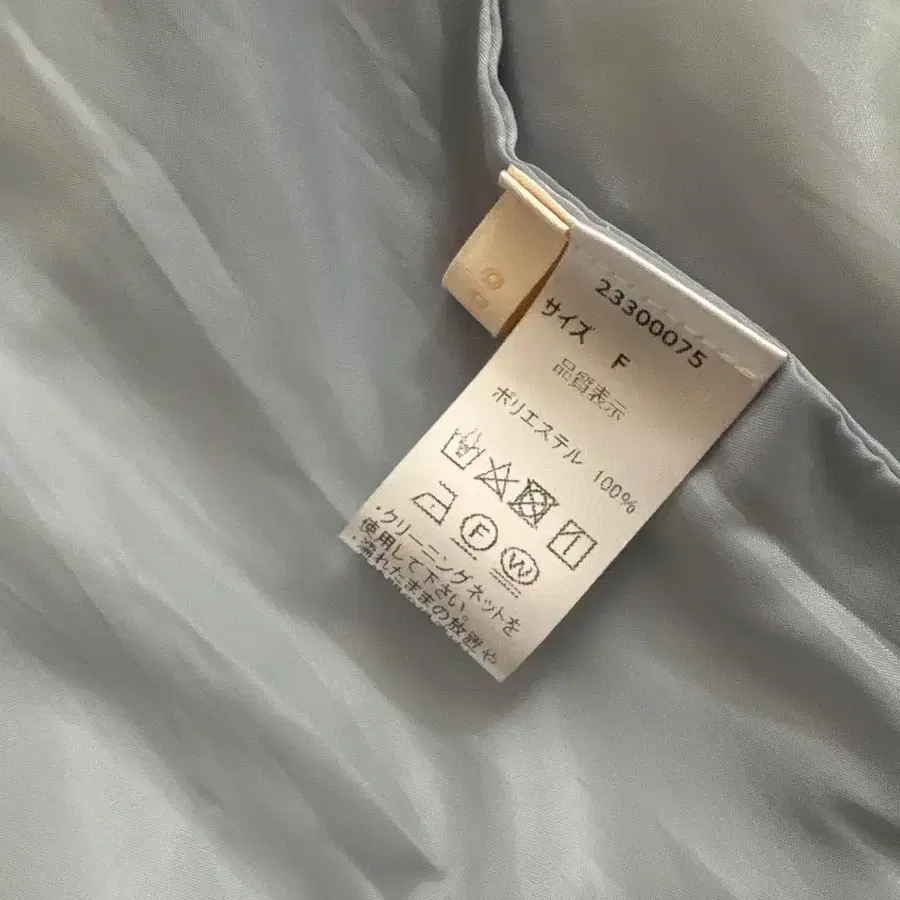 23300075
サイズ F
品質表示
ポリエステル 100%
F
W
・クリーニングネットを
使用して下さい。
・濡れたままの放置や